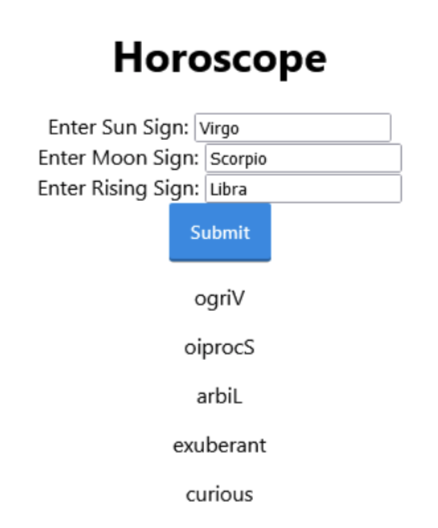 Horoscope
Enter Sun Sign: Virgo
Enter Moon Sign: Scorpio
Enter Rising Sign: Libra
Submit
ogriV
oiprocS
arbiL
exuberant
curious